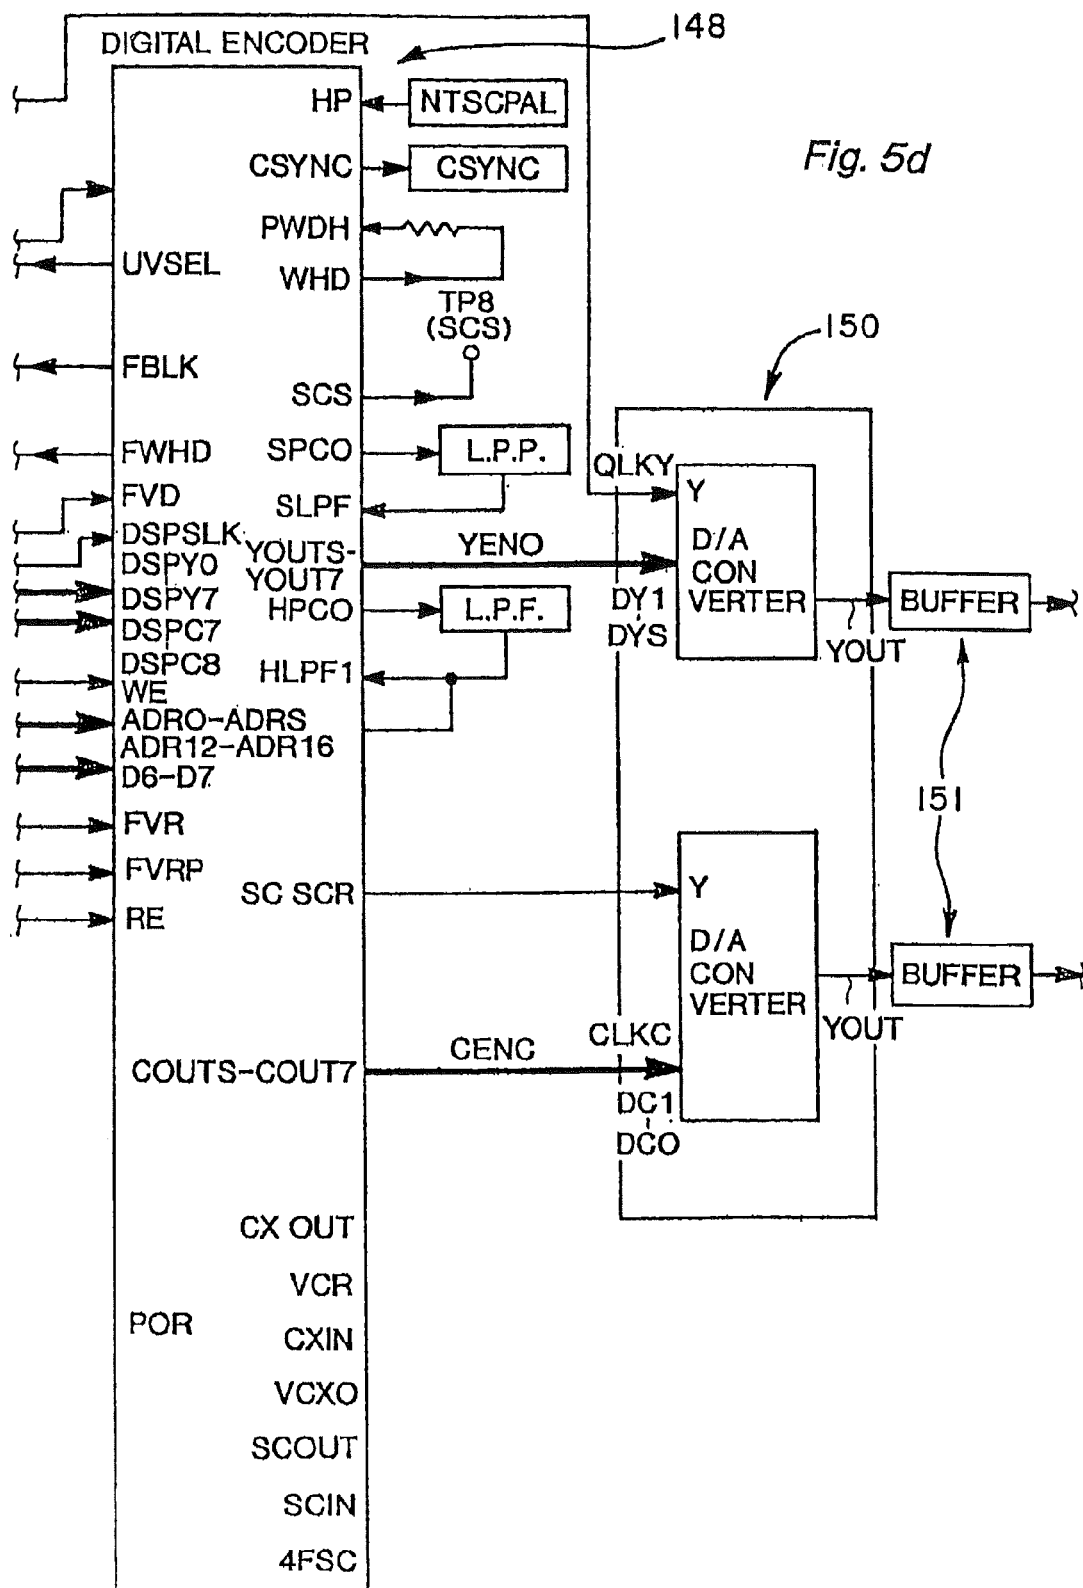 148
DIGITAL ENCODER
HP
NTSCPAL
Fig. 5d
CSYNC
CSYNC
PWDH
UVSEL
WHD
TP8
(SCS)
150
FBLK
SCS
FWHD
SPCO
L.P.P.
QLKY
Y
FVD
SLPF
DSPSLK
YOUTS-
YOUT7
YENO
D/A
CON
VERTER
DSPY0
DSPY7
HPCO
L.P.F.
DY1
DYS
BUFFER
DSPC7
YOUT
DSPC8
HLPF1
WE
ADRO-ADRS
ADR12-ADR16
D6-D7
151
FVR
FVRP
SC SCR
Y
RE
D/A
CON
VERTER
BUFFER
YOUT
CENC
CLKC
COUTS-COUT7
DC1
DCO
CX OUT
VCR
POR
CXIN
VCXO
SCOUT
SCIN
4FSC